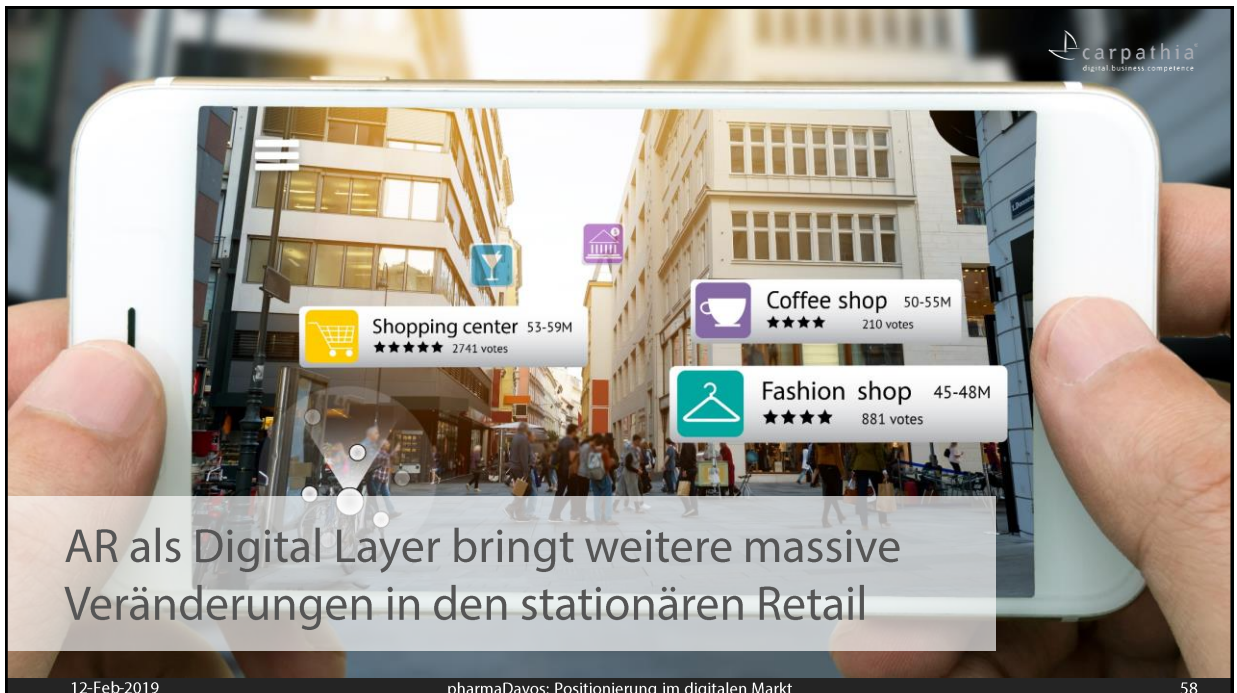 carpathia
digital.business competence
Shopping center 53-59M
2741 votes
Coffee shop 50-55M
210 votes
Fashion shop 45-48M
881 votes
AR als Digital Layer bringt weitere massive
Veränderungen in den stationären Retail
12-Feb-2019 pharmaDavos: Positionierung im digitalen Markt 58